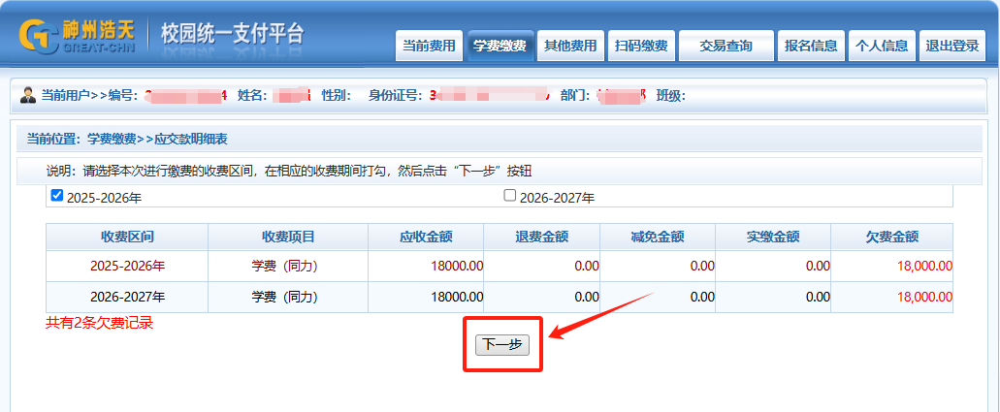 神州浩天 校园统一支付平台
GREAT-CHN
当前费用 学费缴费 其他费用 扫码缴费 交易查询 报名信息 个人信息 退出登录
当前用户>>编号： 姓名： 性别： 身份证号： 部门： 班级：
当前位置：学费缴费>>应交款明细表
说明：请选择本次进行缴费的收费区间，在相应的收费期间打勾，然后点击“下一步”按钮
2025-2026年 2026-2027年
收费区间 收费项目 应收金额 退费金额 减免金额 实缴金额 欠费金额
2025-2026年 学费（同力） 18000.00 0.00 0.00 0.00 18,000.00
2026-2027年 学费（同力） 18000.00 0.00 0.00 0.00 18,000.00
共有2条欠费记录
下一步